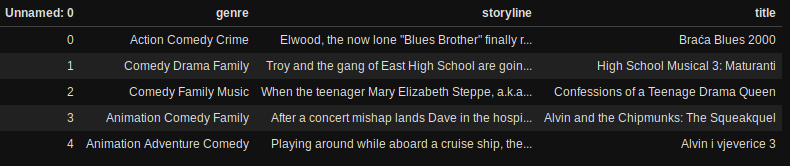 Unnamed: 0 genre storyline title
0 Action Comedy Crime Elwood, the now lone "Blues Brother" finally r... Braća Blues 2000
1 Comedy Drama Family Troy and the gang of East High School are goin... High School Musical 3: Maturanti
2 Comedy Family Music When the teenager Mary Elizabeth Steppe, a.k.a... Confessions of a Teenage Drama Queen
3 Animation Comedy Family After a concert mishap lands Dave in the hospi... Alvin and the Chipmunks: The Squeakquel
4 Animation Adventure Comedy Playing around while aboard a cruise ship, the... Alvin i vjeverice 3